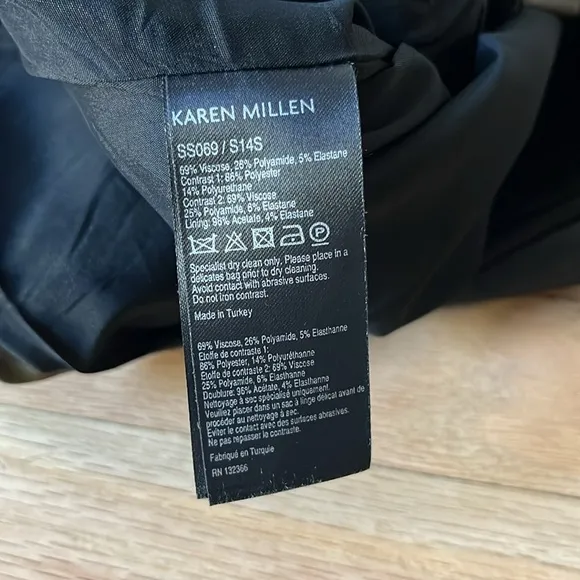 KAREN MILLEN
SS069 / S14S
69% Viscose, 26% Polyamide, 5% Elastane
Contrast 1: 86% Polyester
14% Polyurethane
Contrast 2: 69% Viscose
25% Polyamide, 6% Elastane
Lining: 96% Acetate, 4% Elastane
Specialist dry clean only. Please place in a
delicates bag prior to dry cleaning.
Avoid contact with abrasive surfaces.
Do not iron contrast.
Made in Turkey
69% Viscose, 26% Polyamide, 5% Elasthanne
Etoffe de contraste 1:
86% Polyester, 14% Polyuréthane
Etoffe de contraste 2: 69% Viscose
25% Polyamide, 6% Elasthanne
Doublure: 96% Acétate, 4% Elasthanne
Nettoyage à sec spécialisé uniquement.
Veuillez placer dans un sac à linge délicat avant de
procéder au nettoyage à sec.
Eviter le contact avec des surfaces abrasives.
Ne pas repasser le contraste.
Fabriqué en Turquie
RN 132366